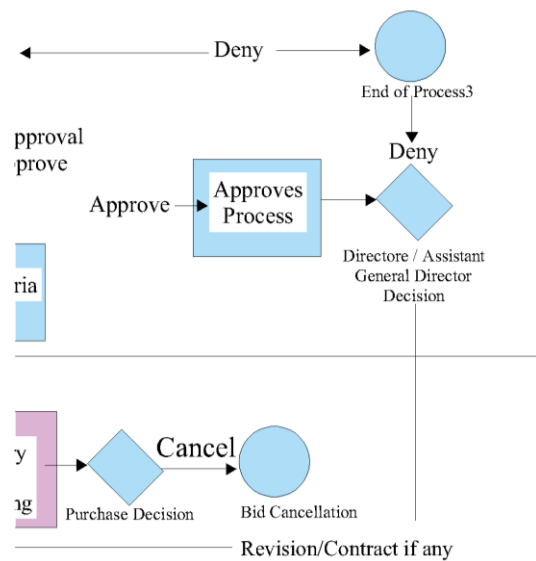 Deny
End of Process3
pproval
prove
Deny
Approve
Approves
Process
Directore / Assistant
General Director
Decision
ria
ry
ng
Cancel
Purchase Decision
Bid Cancellation
Revision/Contract if any